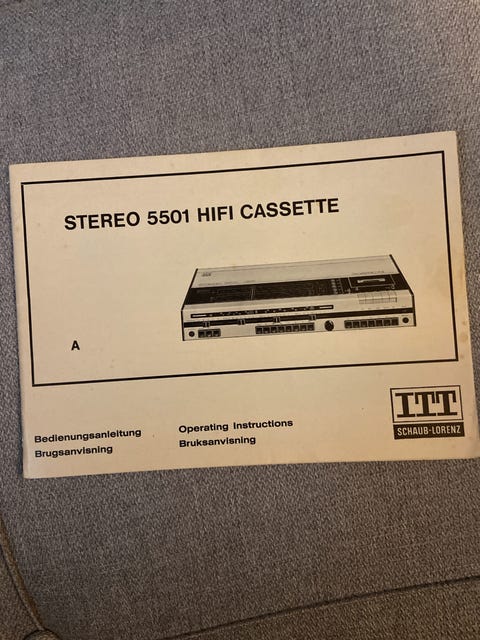 STEREO 5501 HIFI CASSETTE
A
Bedienungsanleitung
Brugsanvisning
Operating Instructions
Bruksanvisning
ITT
SCHAUB-LORENZ